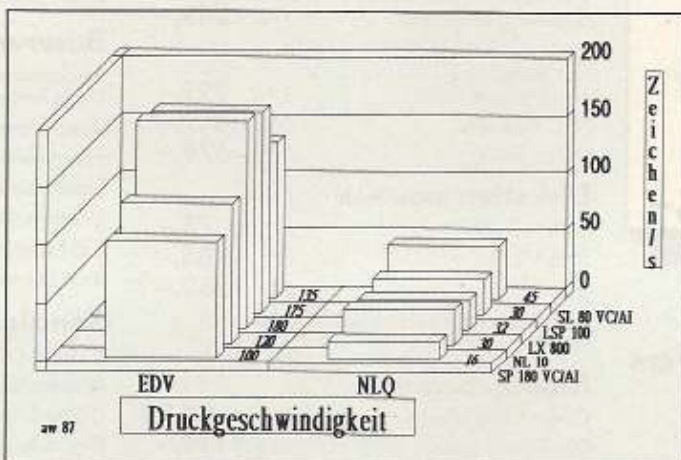 200
150
100
50
0
Zeichen/s
135
175
180
120
100
45
30
32
30
16
SL 80 VC/AI
LSP 100
LX 800
NL 10
SP 180 VC/AI
EDV
NLQ
Druckgeschwindigkeit
aw 87